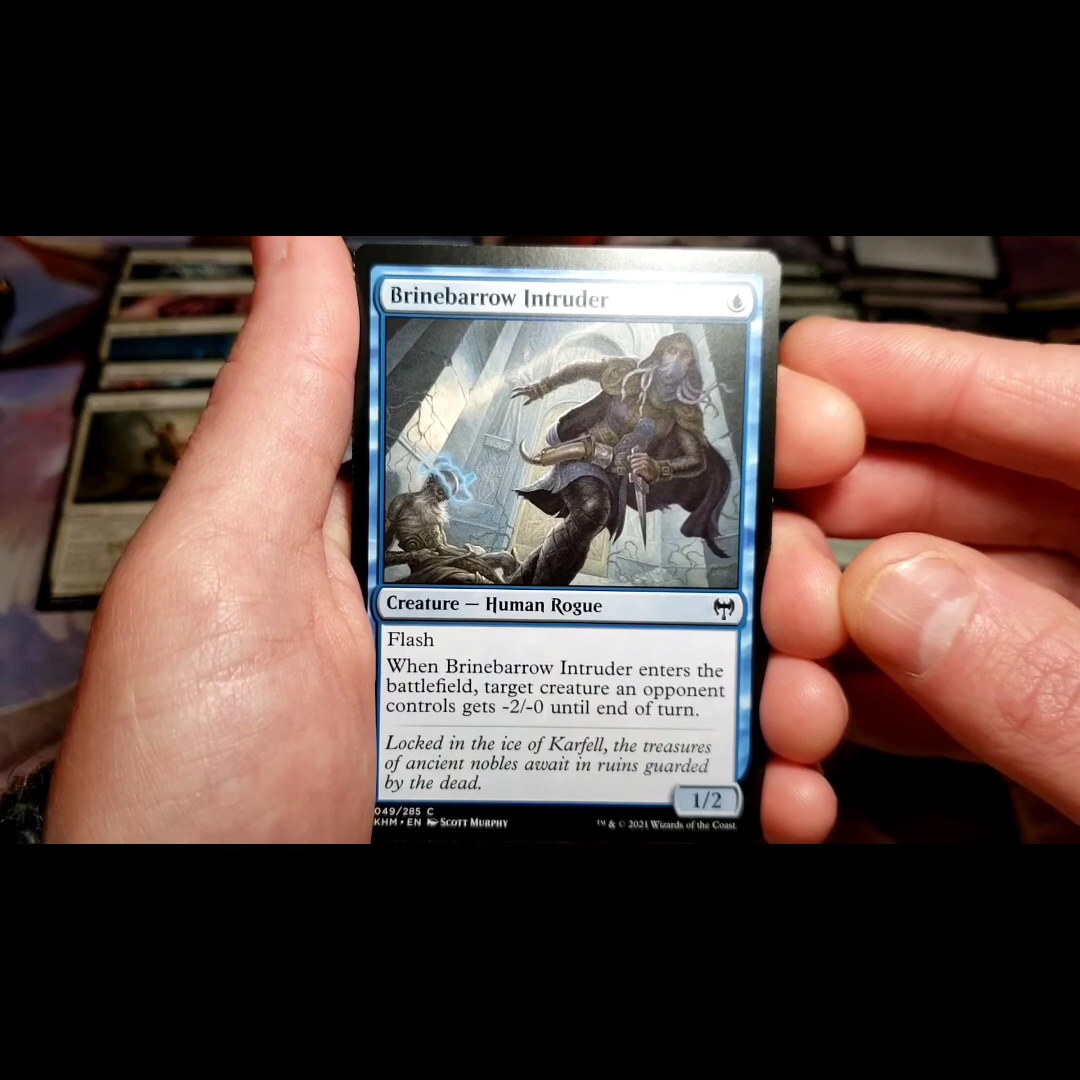 Brinebarrow Intruder
Creature — Human Rogue
Flash
When Brinebarrow Intruder enters the
battlefield, target creature an opponent
controls gets -2/-0 until end of turn.
Locked in the ice of Karfell, the treasures
of ancient nobles await in ruins guarded
by the dead.
1/2
049/285 C
KHM • EN Scott Murphy
™ & © 2021 Wizards of the Coast